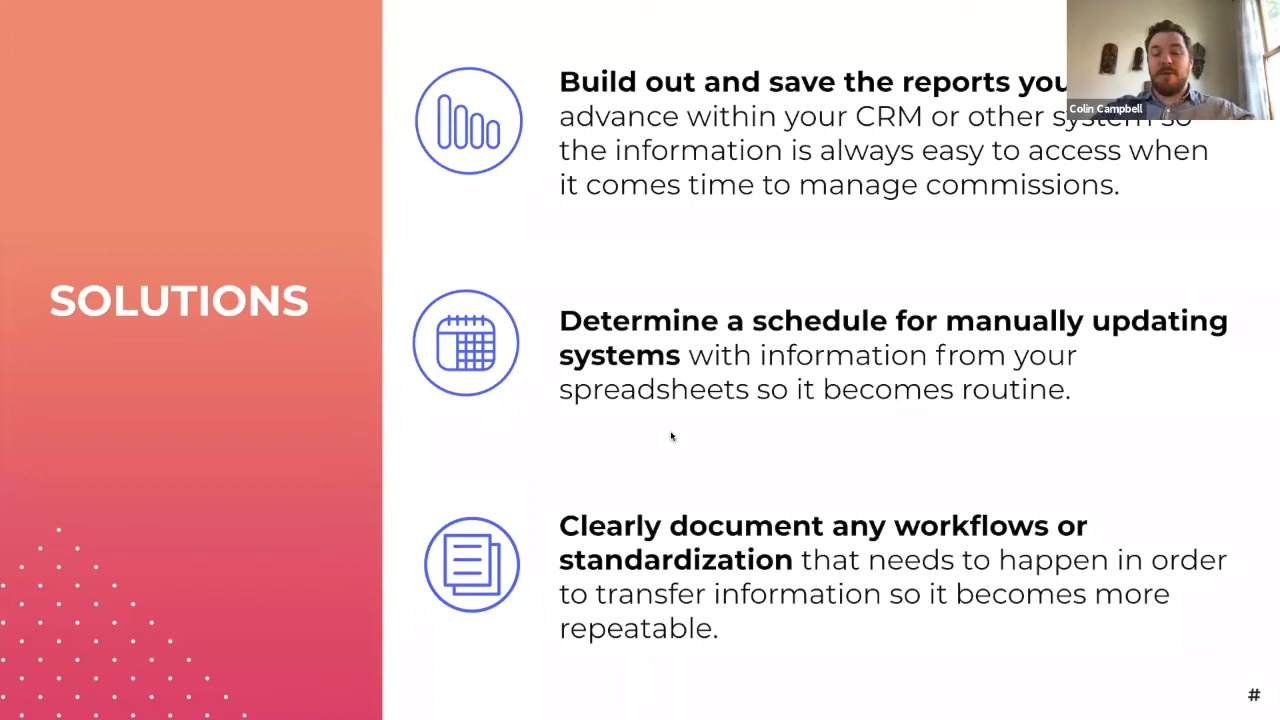 SOLUTIONS
Build out and save the reports you
advance within your CRM or other system so
the information is always easy to access when
it comes time to manage commissions.
Determine a schedule for manually updating
systems with information from your
spreadsheets so it becomes routine.
Clearly document any workflows or
standardization that needs to happen in order
to transfer information so it becomes more
repeatable.
Colin Campbell
#